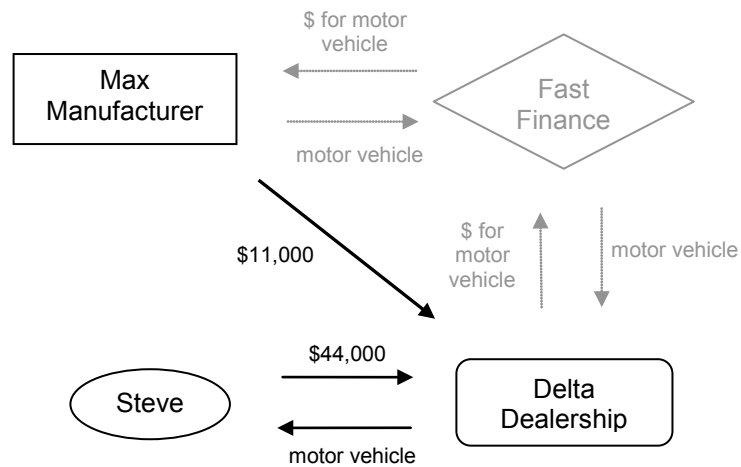 $ for motor
vehicle
Max
Manufacturer
Fast
Finance
motor vehicle
$11,000
$ for
motor
vehicle
motor vehicle
$44,000
Steve
Delta
Dealership
motor vehicle